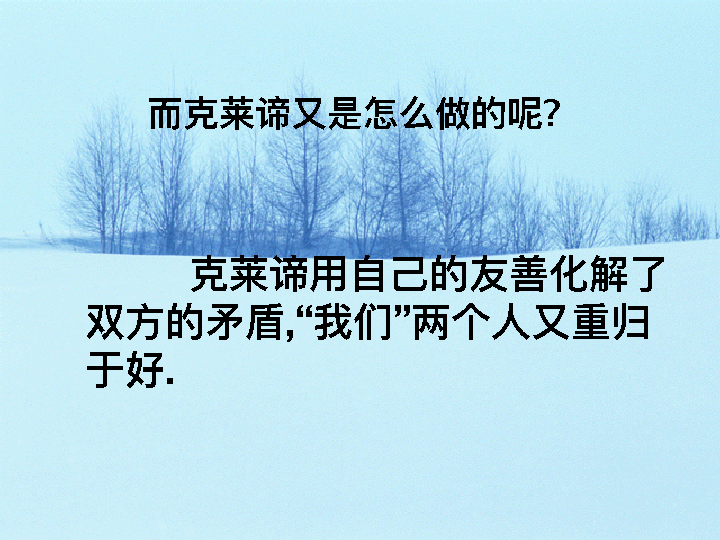 而克莱谛又是怎么做的呢?
克莱谛用自己的友善化解了
双方的矛盾,“我们”两个人又重归
于好.